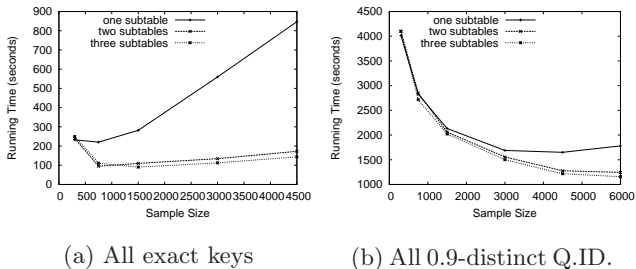 900
800
700
600
500
400
300
200
100
0
Running Time (seconds)
one subtable
two subtables
three subtables
0 500 1000 1500 2000 2500 3000 3500 4000 4500
Sample Size
(a) All exact keys
4500
4000
3500
3000
2500
2000
1500
1000
Running Time (seconds)
one subtable
two subtables
three subtables
0 1000 2000 3000 4000 5000 6000
Sample Size
(b) All 0.9-distinct Q.ID.